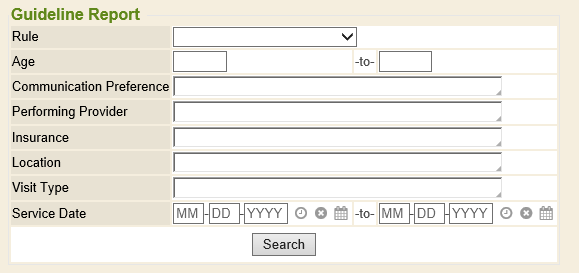 Guideline Report
Rule
Age -to-
Communication Preference
Performing Provider
Insurance
Location
Visit Type
Service Date MM-DD-YYYY -to- MM-DD-YYYY
Search